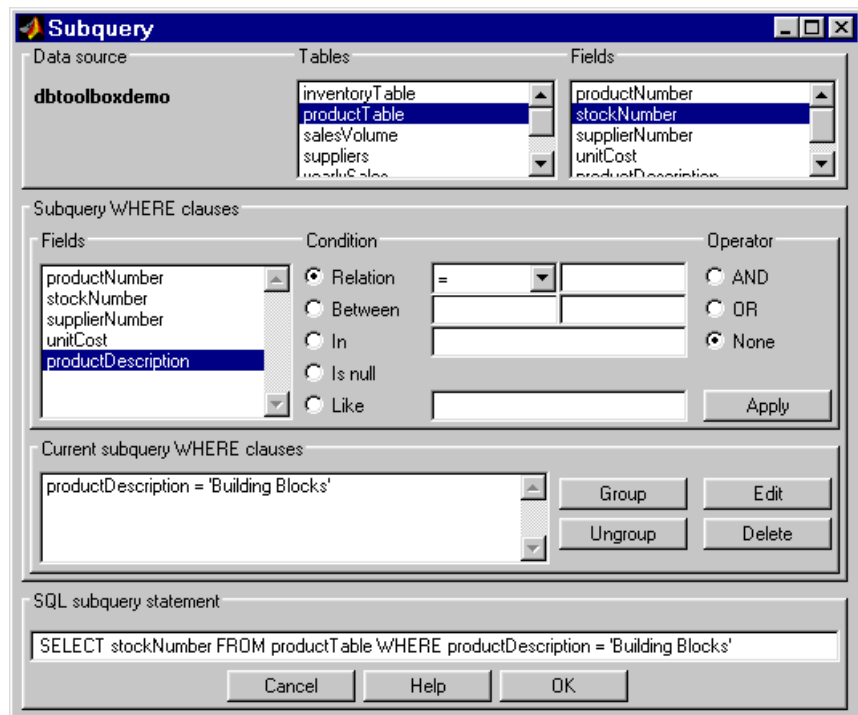 Subquery
Data source
Tables
Fields
dbtoolboxdemo
inventoryTable
productTable
salesVolume
suppliers
yearlySales
productNumber
stockNumber
supplierNumber
unitCost
productDescription
Subquery WHERE clauses
Fields
Condition
Operator
productNumber
stockNumber
supplierNumber
unitCost
productDescription
Relation
=
Between
In
Is null
Like
AND
OR
None
Apply
Current subquery WHERE clauses
productDescription = 'Building Blocks'
Group
Edit
Ungroup
Delete
SQL subquery statement
SELECT stockNumber FROM productTable WHERE productDescription = 'Building Blocks'
Cancel
Help
OK